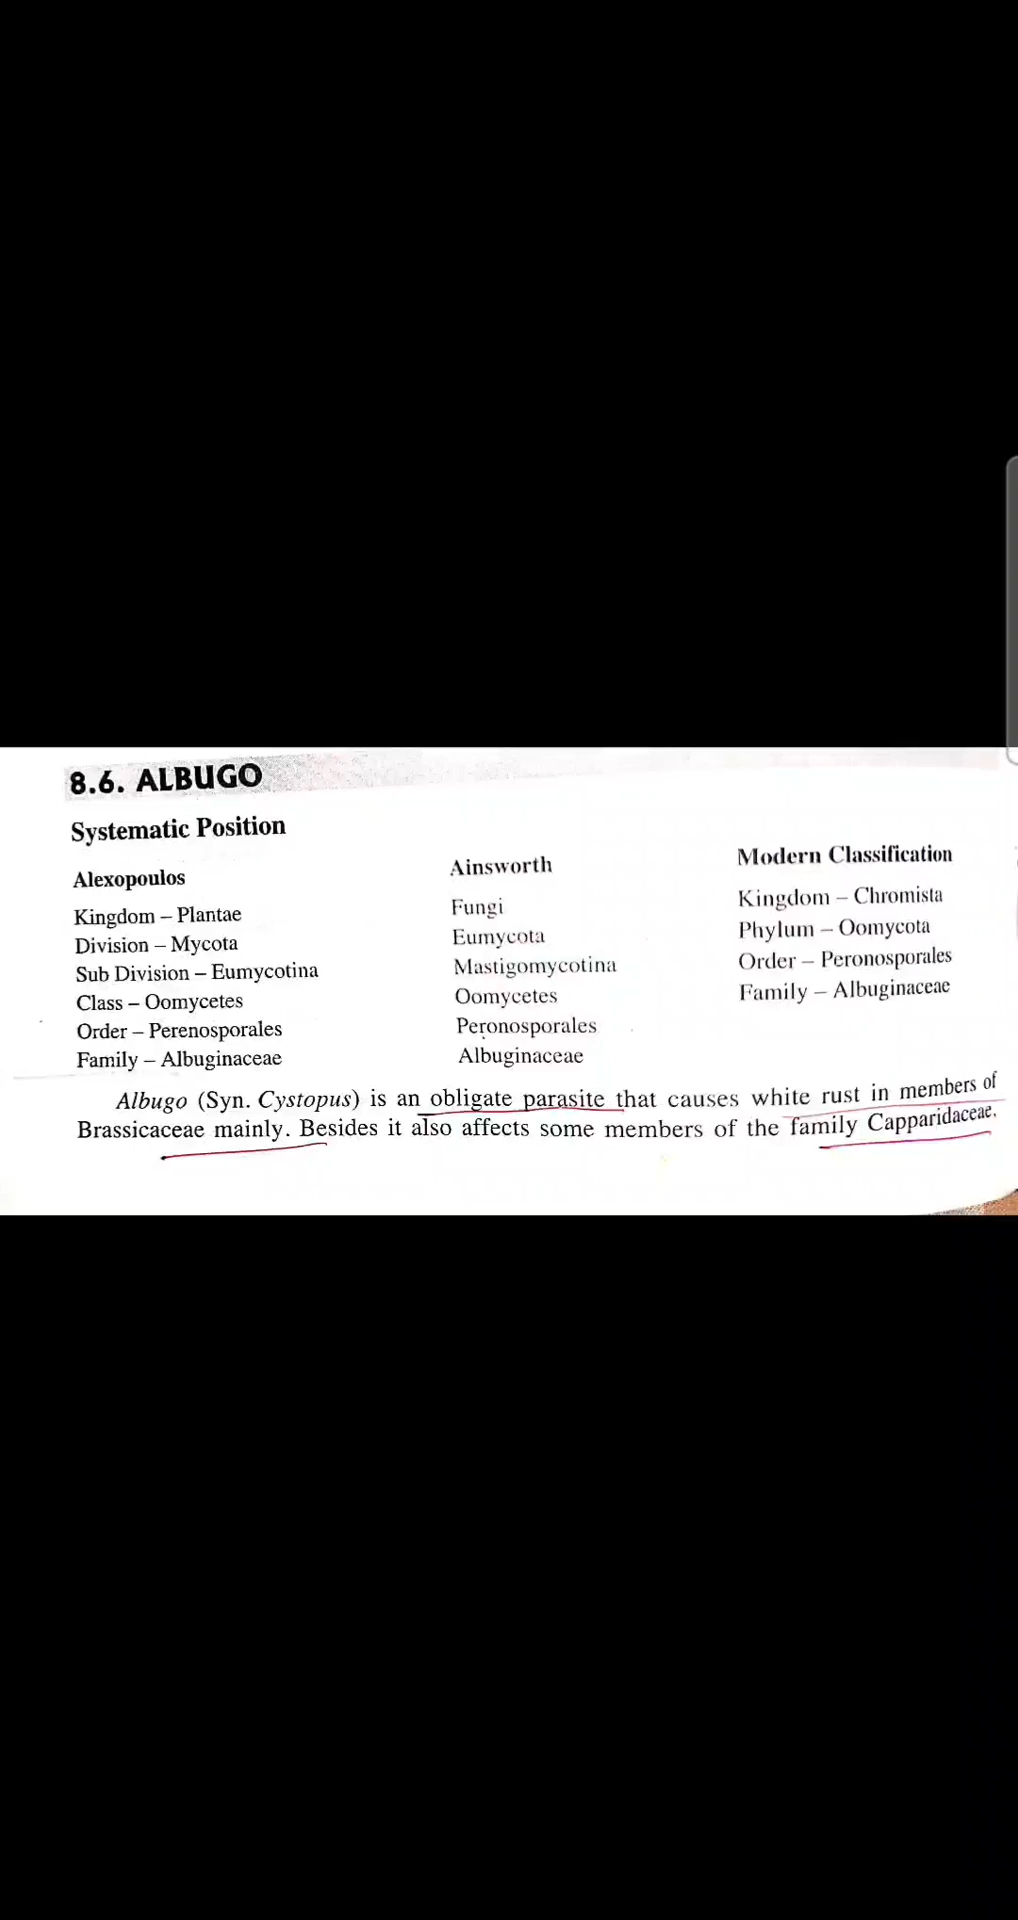 8.6. ALBUGO
Systematic Position
Alexopoulos
Kingdom – Plantae
Division – Mycota
Sub Division – Eumycotina
Class – Oomycetes
Order – Perenosporales
Family – Albuginaceae
Ainsworth
Fungi
Eumycota
Mastigomycotina
Oomycetes
Peronosporales
Albuginaceae
Modern Classification
Kingdom – Chromista
Phylum – Oomycota
Order – Peronosporales
Family – Albuginaceae
Albugo (Syn. Cystopus) is an obligate parasite that causes white rust in members of
Brassicaceae mainly. Besides it also affects some members of the family Capparidaceae.